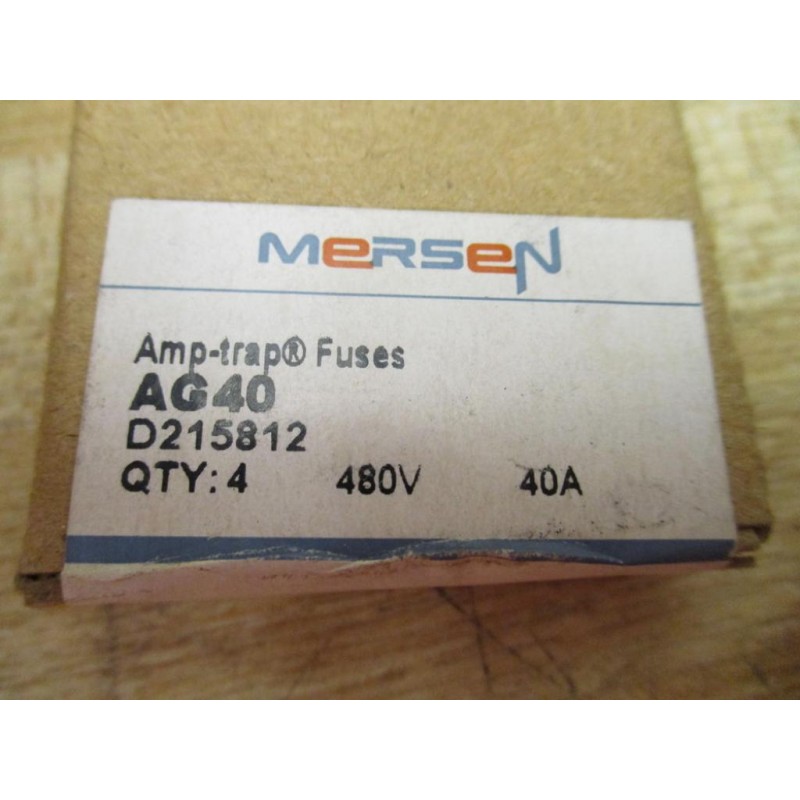 MERSEN
Amp-trap® Fuses
AG40
D215812
QTY: 4 480V 40A